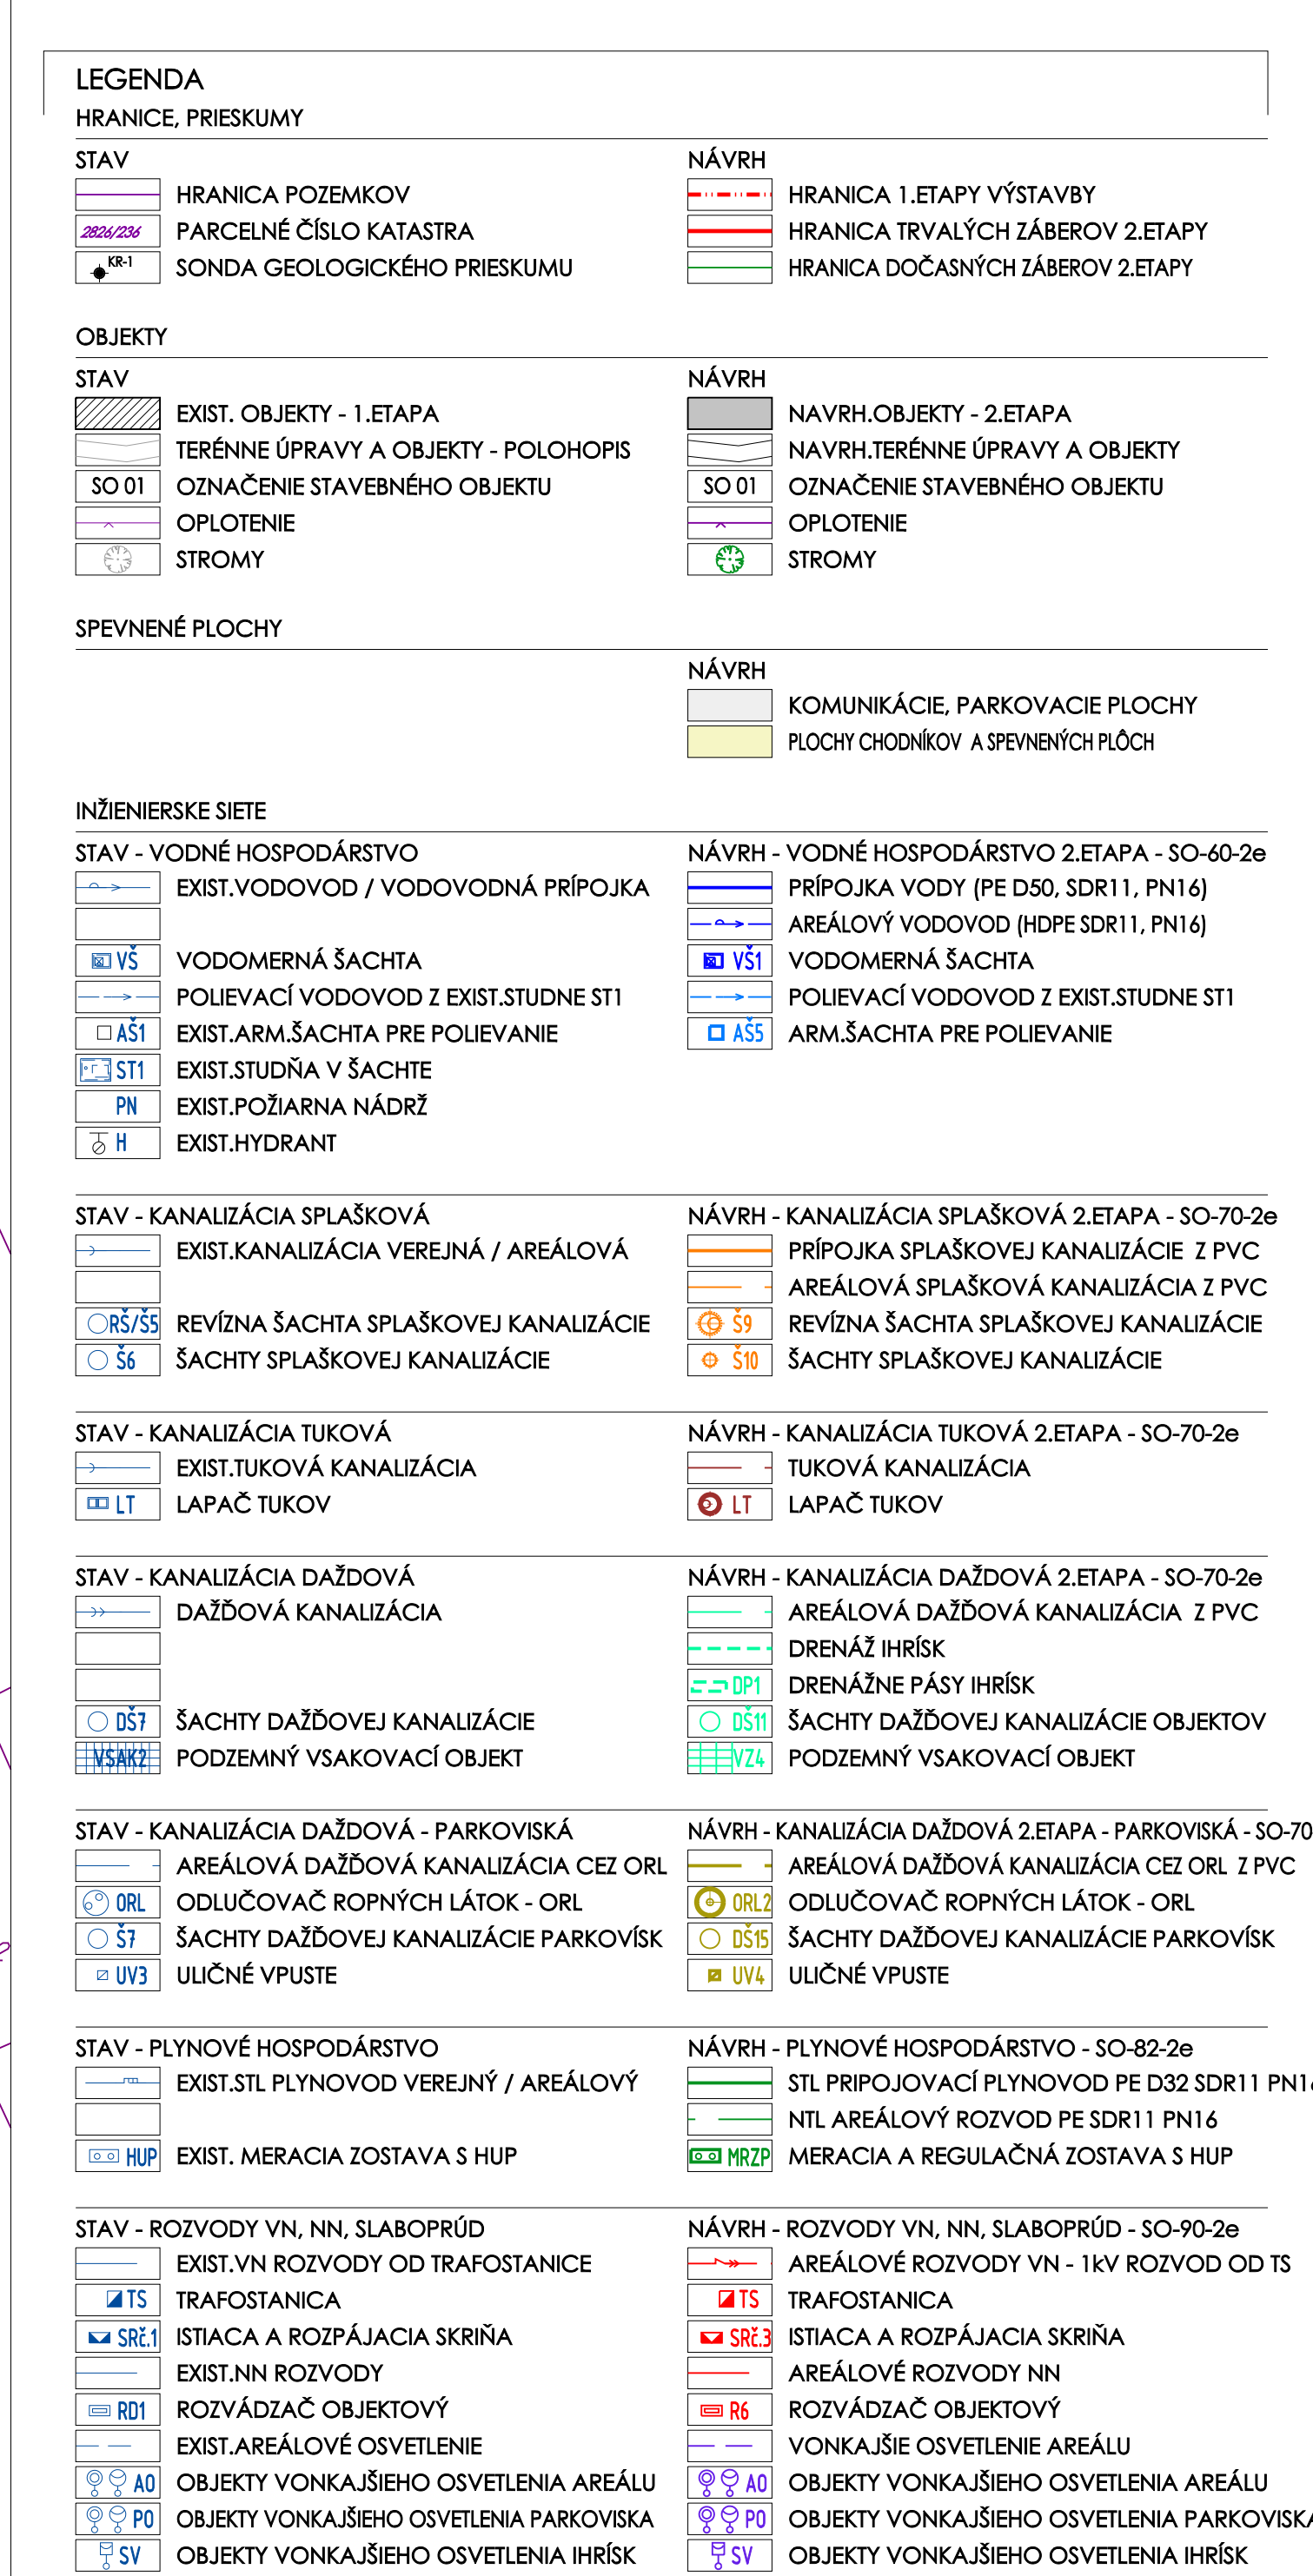 LEGENDA
HRANICE, PRIESKUMY
STAV NÁVRH
HRANICA POZEMKOV HRANICA 1.ETAPY VÝSTAVBY
2826/236 PARCELNÉ ČÍSLO KATASTRA HRANICA TRVALÝCH ZÁBEROV 2.ETAPY
KR-1 SONDA GEOLOGICKÉHO PRIESKUMU HRANICA DOČASNÝCH ZÁBEROV 2.ETAPY
OBJEKTY
STAV NÁVRH
EXIST. OBJEKTY - 1.ETAPA NAVRH.OBJEKTY - 2.ETAPA
TERÉNNE ÚPRAVY A OBJEKTY - POLOHOPIS NAVRH.TERÉNNE ÚPRAVY A OBJEKTY
SO 01 OZNAČENIE STAVEBNÉHO OBJEKTU SO 01 OZNAČENIE STAVEBNÉHO OBJEKTU
OPLOTENIE OPLOTENIE
STROMY STROMY
SPEVNENÉ PLOCHY
NÁVRH
KOMUNIKÁCIE, PARKOVACIE PLOCHY
PLOCHY CHODNÍKOV A SPEVNENÝCH PLÔCH
INŽIENIERSKE SIETE
STAV - VODNÉ HOSPODÁRSTVO NÁVRH - VODNÉ HOSPODÁRSTVO 2.ETAPA - SO-60-2e
EXIST.VODOVOD / VODOVODNÁ PRÍPOJKA PRÍPOJKA VODY (PE D50, SDR11, PN16)
AREÁLOVÝ VODOVOD (HDPE SDR11, PN16)
VŠ VODOMERNÁ ŠACHTA VŠ1 VODOMERNÁ ŠACHTA
POLIEVACÍ VODOVOD Z EXIST.STUDNE ST1 POLIEVACÍ VODOVOD Z EXIST.STUDNE ST1
AŠ1 EXIST.ARM.ŠACHTA PRE POLIEVANIE AŠ5 ARM.ŠACHTA PRE POLIEVANIE
ST1 EXIST.STUDŇA V ŠACHTE
PN EXIST.POŽIARNA NÁDRŽ
H EXIST.HYDRANT
STAV - KANALIZÁCIA SPLAŠKOVÁ NÁVRH - KANALIZÁCIA SPLAŠKOVÁ 2.ETAPA - SO-70-2e
EXIST.KANALIZÁCIA VEREJNÁ / AREÁLOVÁ PRÍPOJKA SPLAŠKOVEJ KANALIZÁCIE Z PVC
AREÁLOVÁ SPLAŠKOVÁ KANALIZÁCIA Z PVC
RŠ/Š5 REVÍZNA ŠACHTA SPLAŠKOVEJ KANALIZÁCIE Š9 REVÍZNA ŠACHTA SPLAŠKOVEJ KANALIZÁCIE
Š6 ŠACHTY SPLAŠKOVEJ KANALIZÁCIE Š10 ŠACHTY SPLAŠKOVEJ KANALIZÁCIE
STAV - KANALIZÁCIA TUKOVÁ NÁVRH - KANALIZÁCIA TUKOVÁ 2.ETAPA - SO-70-2e
EXIST.TUKOVÁ KANALIZÁCIA TUKOVÁ KANALIZÁCIA
LT LAPAČ TUKOV LT LAPAČ TUKOV
STAV - KANALIZÁCIA DAŽDOVÁ NÁVRH - KANALIZÁCIA DAŽDOVÁ 2.ETAPA - SO-70-2e
DAŽĎOVÁ KANALIZÁCIA AREÁLOVÁ DAŽĎOVÁ KANALIZÁCIA Z PVC
DRENÁŽ IHRÍSK
DP1 DRENÁŽNE PÁSY IHRÍSK
DŠ7 ŠACHTY DAŽĎOVEJ KANALIZÁCIE DŠ11 ŠACHTY DAŽĎOVEJ KANALIZÁCIE OBJEKTOV
VSAK2 PODZEMNÝ VSAKOVACÍ OBJEKT VZ4 PODZEMNÝ VSAKOVACÍ OBJEKT
STAV - KANALIZÁCIA DAŽDOVÁ - PARKOVISKÁ NÁVRH - KANALIZÁCIA DAŽDOVÁ 2.ETAPA - PARKOVISKÁ - SO-70
AREÁLOVÁ DAŽĎOVÁ KANALIZÁCIA CEZ ORL AREÁLOVÁ DAŽĎOVÁ KANALIZÁCIA CEZ ORL Z PVC
ORL ODLUČOVAČ ROPNÝCH LÁTOK - ORL ORL2 ODLUČOVAČ ROPNÝCH LÁTOK - ORL
Š7 ŠACHTY DAŽĎOVEJ KANALIZÁCIE PARKOVÍSK DŠ15 ŠACHTY DAŽĎOVEJ KANALIZÁCIE PARKOVÍSK
UV3 ULIČNÉ VPUSTE UV4 ULIČNÉ VPUSTE
STAV - PLYNOVÉ HOSPODÁRSTVO NÁVRH - PLYNOVÉ HOSPODÁRSTVO - SO-82-2e
EXIST.STL PLYNOVOD VEREJNÝ / AREÁLOVÝ STL PRIPOJOVACÍ PLYNOVOD PE D32 SDR11 PN16
NTL AREÁLOVÝ ROZVOD PE SDR11 PN16
HUP EXIST. MERACIA ZOSTAVA S HUP MRZP MERACIA A REGULAČNÁ ZOSTAVA S HUP
STAV - ROZVODY VN, NN, SLABOPRÚD NÁVRH - ROZVODY VN, NN, SLABOPRÚD - SO-90-2e
EXIST.VN ROZVODY OD TRAFOSTANICE AREÁLOVÉ ROZVODY VN - 1kV ROZVOD OD TS
TS TRAFOSTANICA TS TRAFOSTANICA
SRč.1 ISTIACA A ROZPÁJACIA SKRIŇA SRč.3 ISTIACA A ROZPÁJACIA SKRIŇA
EXIST.NN ROZVODY AREÁLOVÉ ROZVODY NN
RD1 ROZVÁDZAČ OBJEKTOVÝ R6 ROZVÁDZAČ OBJEKTOVÝ
EXIST.AREÁLOVÉ OSVETLENIE VONKAJŠIE OSVETLENIE AREÁLU
AO OBJEKTY VONKAJŠIEHO OSVETLENIA AREÁLU AO OBJEKTY VONKAJŠIEHO OSVETLENIA AREÁLU
PO OBJEKTY VONKAJŠIEHO OSVETLENIA PARKOVISKA PO OBJEKTY VONKAJŠIEHO OSVETLENIA PARKOVISKA
SV OBJEKTY VONKAJŠIEHO OSVETLENIA IHRÍSK SV OBJEKTY VONKAJŠIEHO OSVETLENIA IHRÍSK